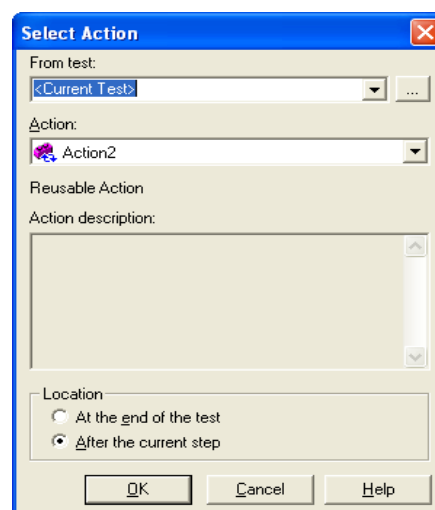 Select Action
From test:
<Current Test>
...
Action:
Action2
Reusable Action
Action description:
Location
At the end of the test
After the current step
OK
Cancel
Help